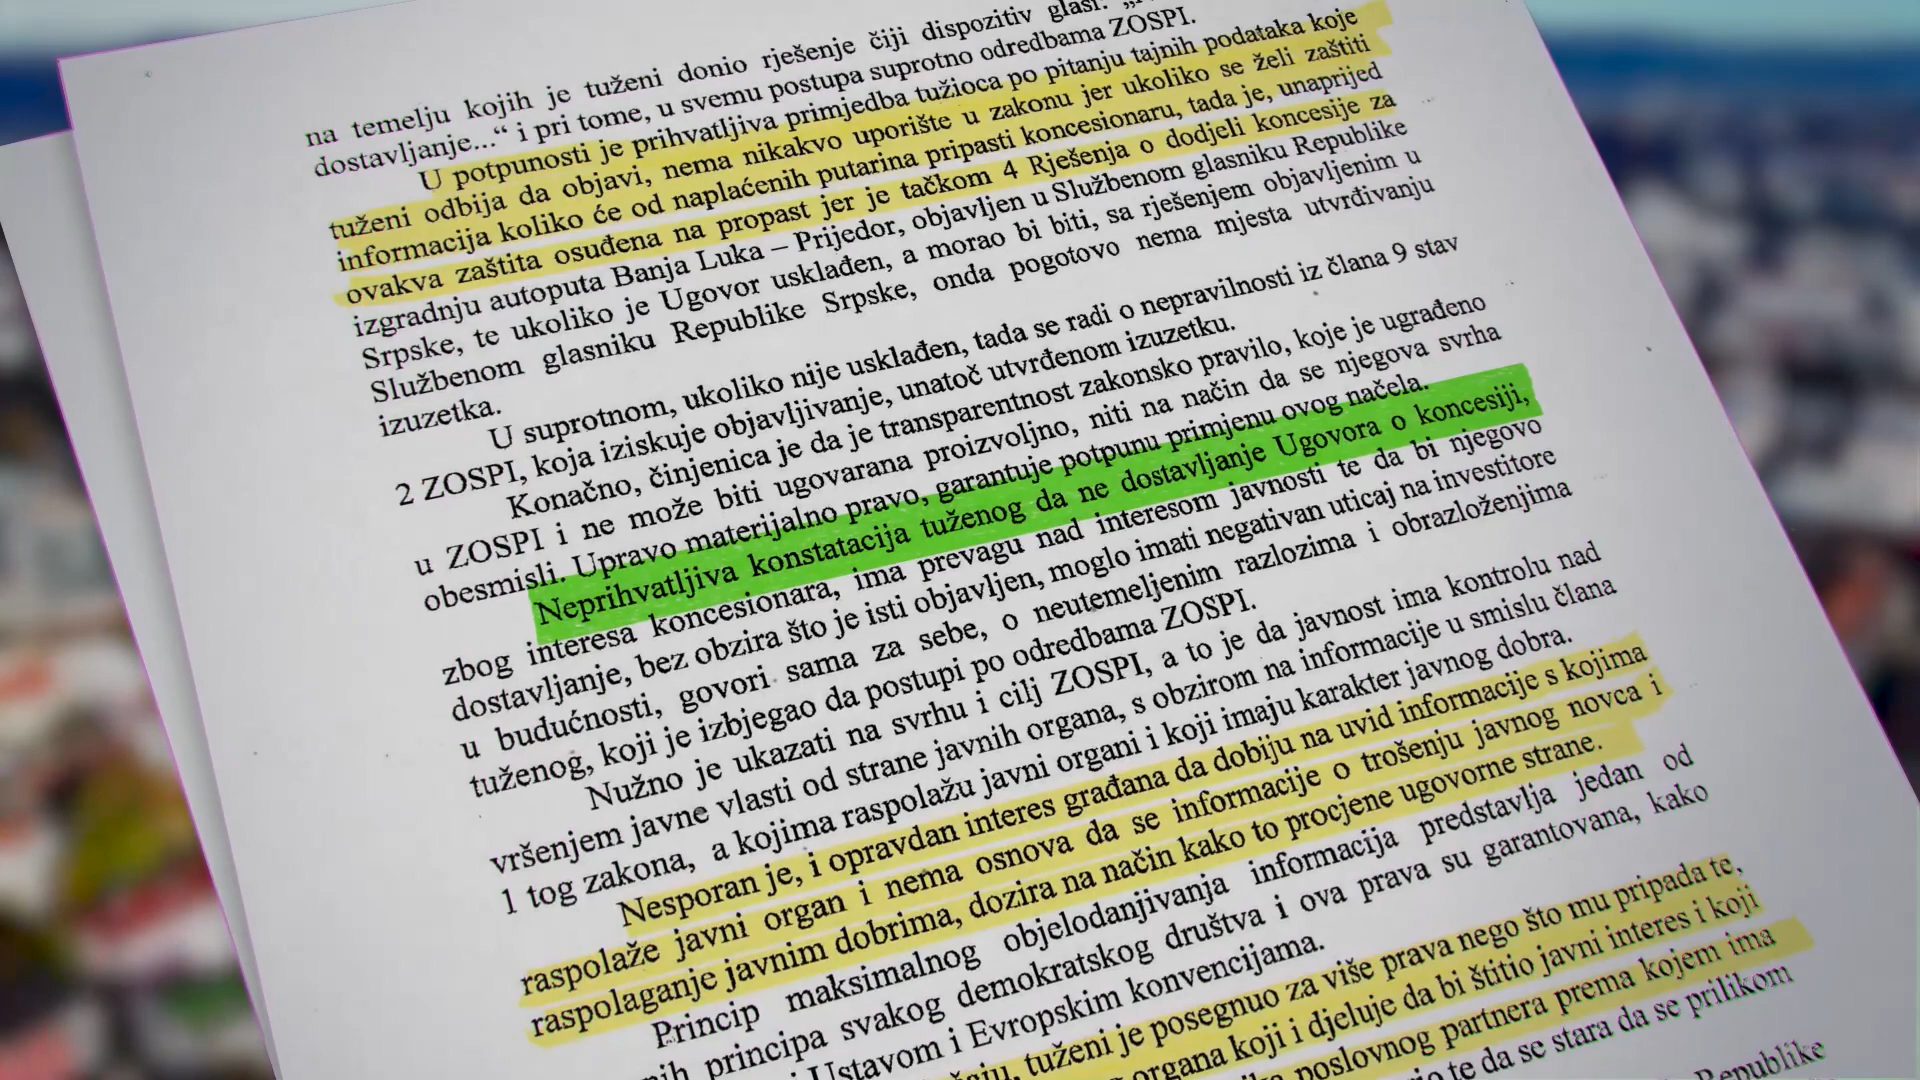 na temelju kojih je tuženi donio rješenje čiji dispozitiv glasi:
dostavljanje...“ i pri tome, u svemu postupa suprotno odredbama ZOSPI.
U potpunosti je prihvatljiva primjedba tužioca po pitanju tajnih podataka koje
tuženi odbija da objavi, nema nikakvo uporište u zakonu jer ukoliko se želi zaštiti
informacija koliko će od naplaćenih putarina pripasti koncesionaru, tada je, unaprijed
ovakva zaštita osuđena na propast jer je tačkom 4 Rješenja o dodjeli koncesije za
izgradnju autoputa Banja Luka – Prijedor, objavljen u Službenom glasniku Republike
Srpske, te ukoliko je Ugovor usklađen, a morao bi biti, sa rješenjem objavljenim u
Službenom glasniku Republike Srpske, onda pogotovo nema mjesta utvrđivanju
izuzetka.
U suprotnom, ukoliko nije usklađen, tada se radi o nepravilnosti iz člana 9 stav
2 ZOSPI, koja iziskuje objavljivanje, unatoč utvrđenom izuzetku.
Konačno, činjenica je da je transparentnost zakonsko pravilo, koje je ugrađeno
u ZOSPI i ne može biti ugovarana proizvoljno, niti na način da se njegova svrha
obesmisli. Upravo materijalno pravo, garantuje potpunu primjenu ovog načela.
Neprihvatljiva konstatacija tuženog da ne dostavljanje Ugovora o koncesiji,
zbog interesa koncesionara, ima prevagu nad interesom javnosti te da bi njegovo
dostavljanje, bez obzira što je isti objavljen, moglo imati negativan uticaj na investitore
u budućnosti, govori sama za sebe, o neutemeljenim razlozima i obrazloženjima
tuženog, koji je izbjegao da postupi po odredbama ZOSPI.
Nužno je ukazati na svrhu i cilj ZOSPI, a to je da javnost ima kontrolu nad
vršenjem javne vlasti od strane javnih organa, s obzirom na informacije u smislu člana
1 tog zakona, a kojima raspolažu javni organi i koji imaju karakter javnog dobra.
Nesporan je, i opravdan interes građana da dobiju na uvid informacije s kojima
raspolaže javni organ i nema osnova da se informacije o trošenju javnog novca i
raspolaganje javnim dobrima, dozira na način kako to procjene ugovorne strane.
Princip maksimalnog objelodanjivanja informacija predstavlja jedan od
principa svakog demokratskog društva i ova prava su garantovana, kako
Ustavom i Evropskim konvencijama.
tuženi je posegnuo za više prava nego što mu pripada te,
organa koji i djeluje da bi štitio javni interes i koji
poslovnog partnera prema kojem ima
te da se stara da se prilikom
Republike